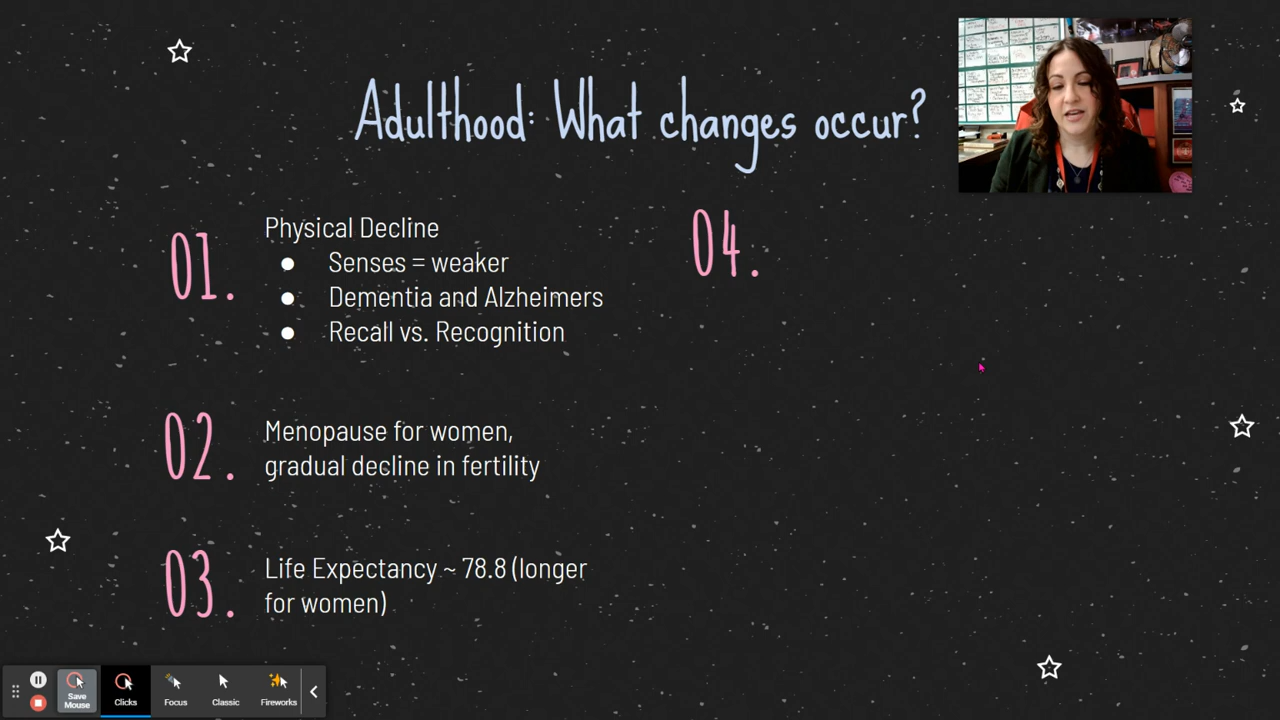 Adulthood: What changes occur?
01.
Physical Decline
● Senses = weaker
● Dementia and Alzheimers
● Recall vs. Recognition
02.
Menopause for women,
gradual decline in fertility
03.
Life Expectancy ~ 78.8 (longer
for women)
04.
Save
Mouse
Clicks
Focus
Classic
Fireworks